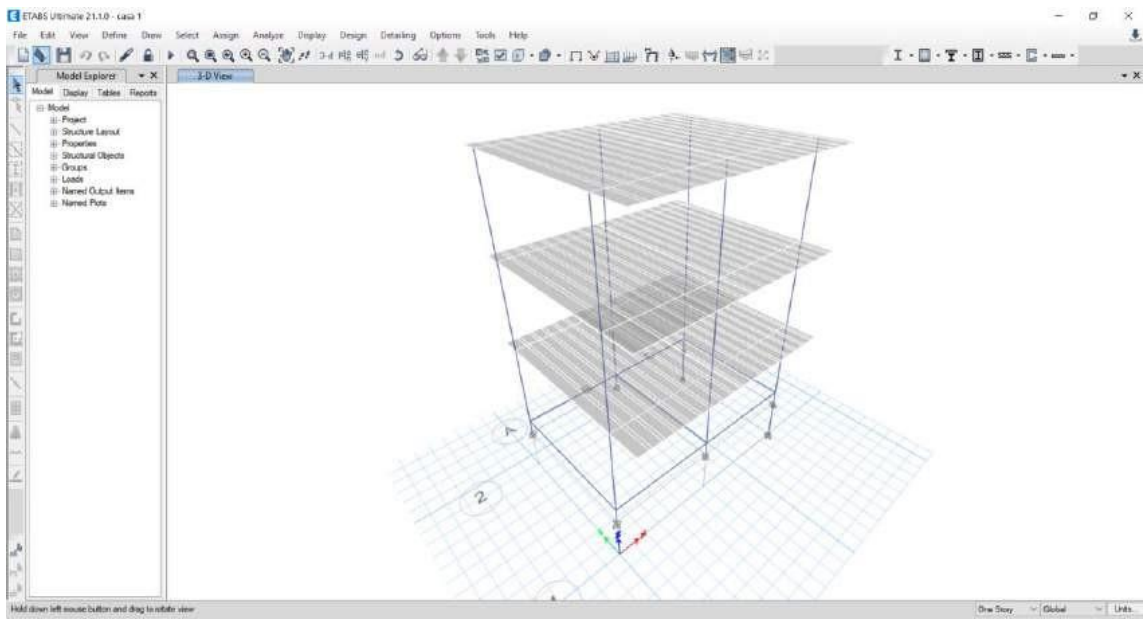 ETABS Ultimate 21.1.0 - casa 1
File Edit View Define Draw Select Assign Analyze Display Design Detailing Options Tools Help
Model Explorer
3-D View
Model Display Tables Reports
Model
Project
Structure Layout
Properties
Structural Objects
Groups
Loads
Named Output Items
Named Plots
2
Hold down left mouse button and drag to rotate view
One Story Global Units...